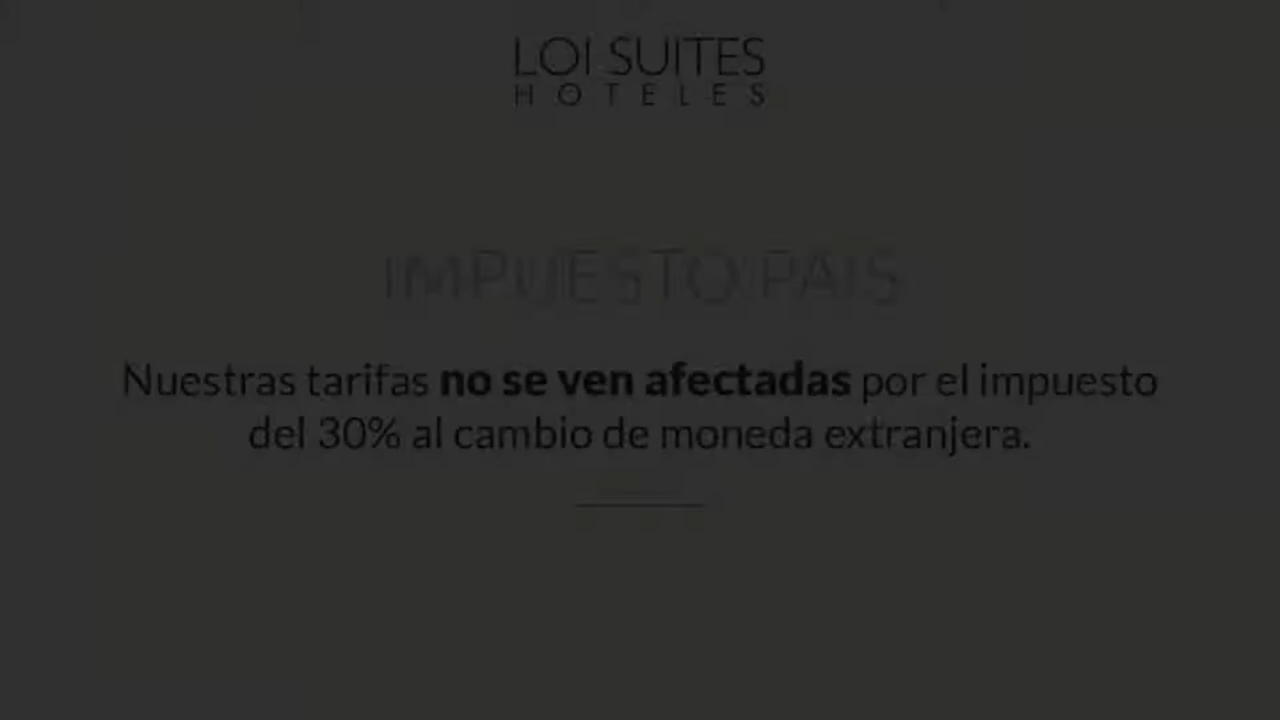 LOI SUITES
HOTELES
IMPUESTO PAIS
Nuestras tarifas no se ven afectadas por el impuesto
del 30% al cambio de moneda extranjera.